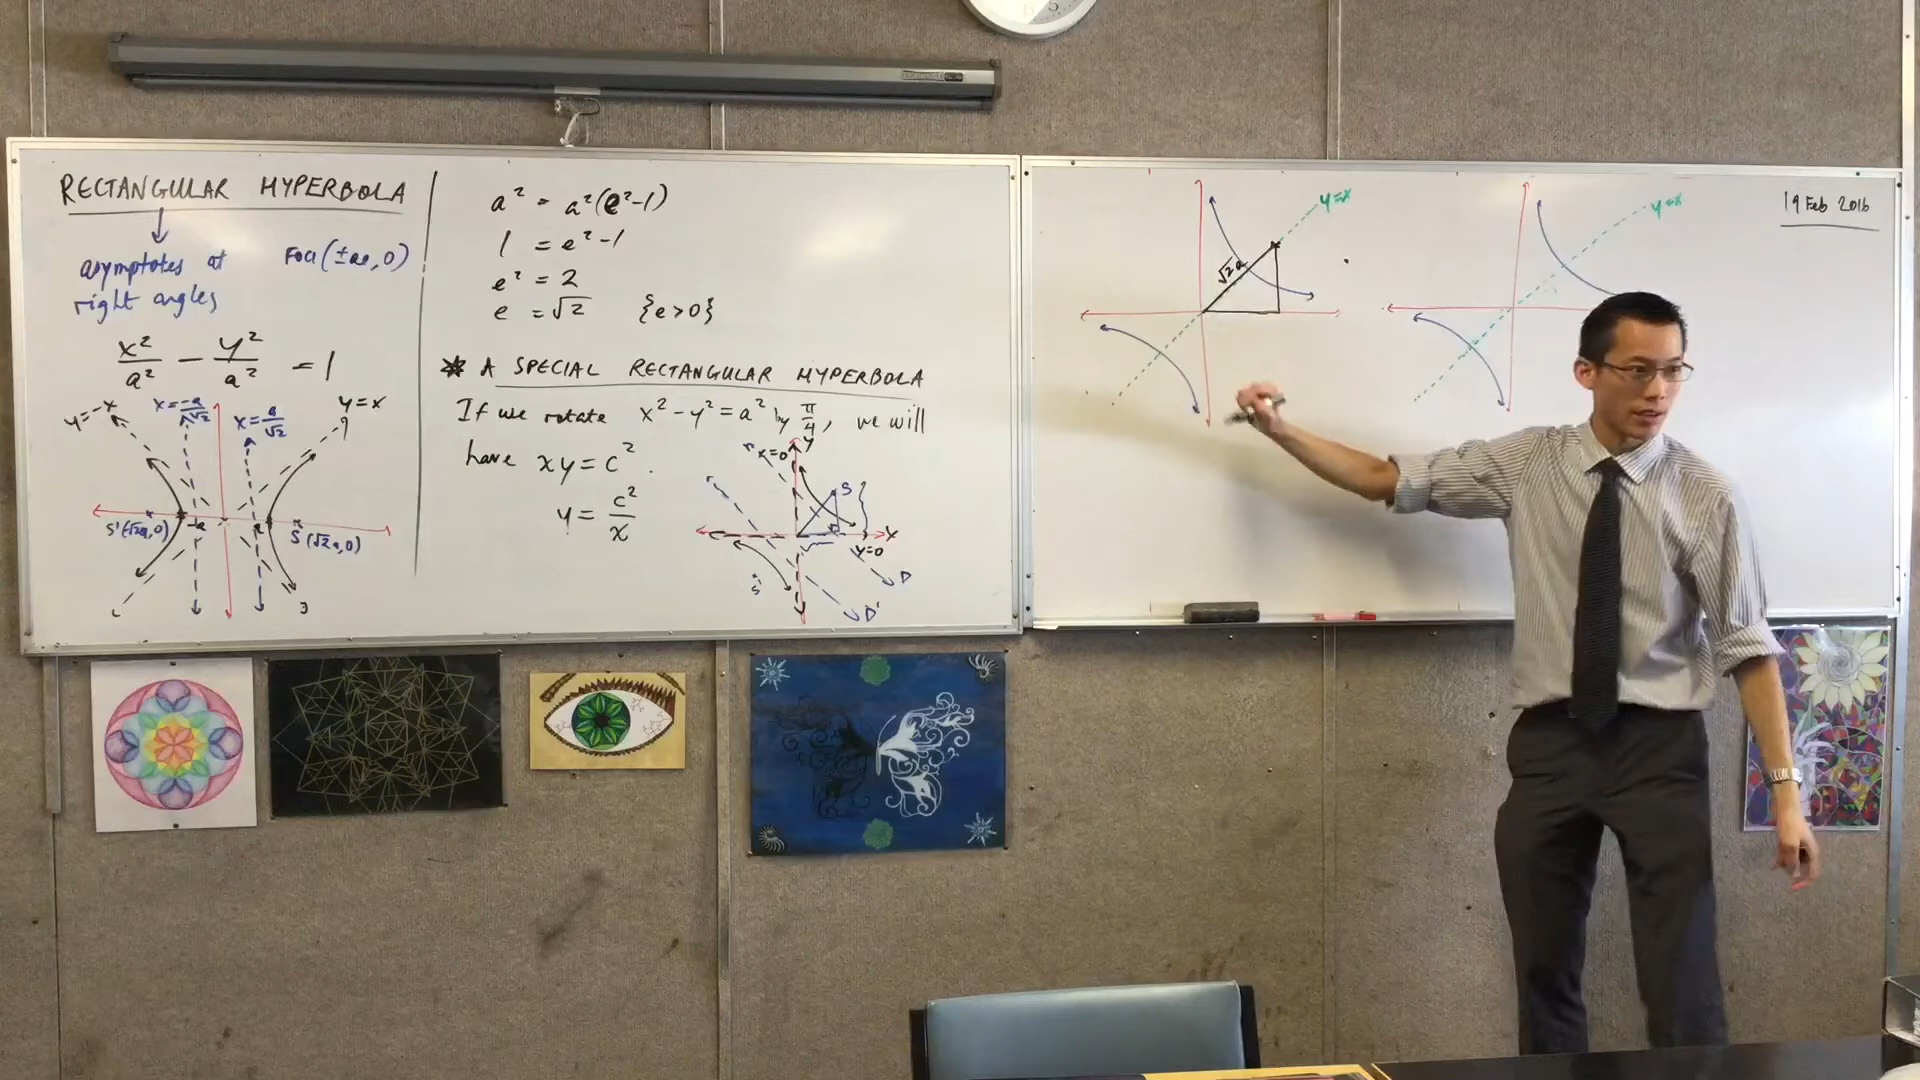 RECTANGULAR HYPERBOLA
asymptotes at
right angles
Foci (±ae, 0)
x²/a² − y²/a² = 1
y=-x
x=-a/√2
x=a/√2
y=x
S'(√2a,0)
-a
a
S(√2a,0)
a² = a²(e²-1)
1 = e²-1
e² = 2
e = √2 {e>0}
* A SPECIAL RECTANGULAR HYPERBOLA
If we rotate x²-y²=a² by π/4, we will
have xy=c².
y = c²/x
x=0
y
S
x
y=0
S'
D
D'
y=x
√2a
y=x
19 Feb 2016